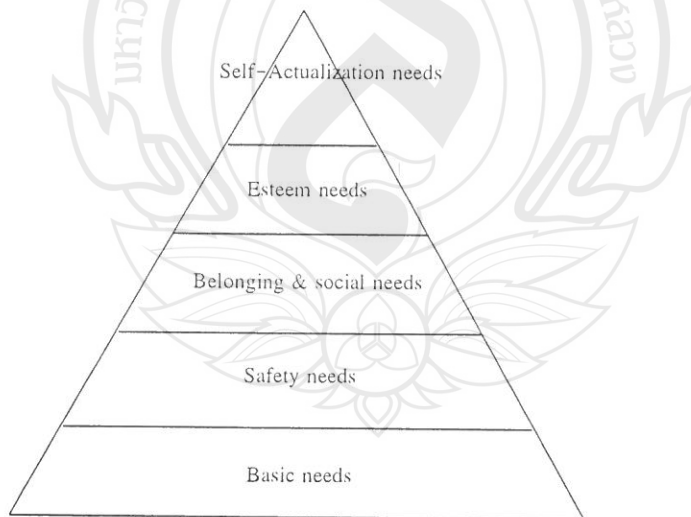 Self-Actualization needs
Esteem needs
Belonging & social needs
Safety needs
Basic needs